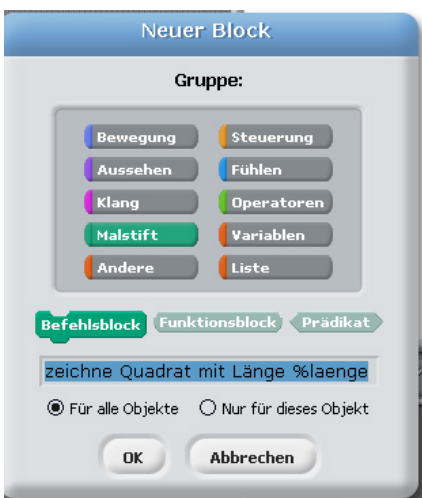 Neuer Block
Gruppe:
Bewegung Steuerung
Aussehen Fühlen
Klang Operatoren
Malstift Variablen
Andere Liste
Befehlsblock Funktionsblock Prädikat
zeichne Quadrat mit Länge %laenge
Für alle Objekte Nur für dieses Objekt
OK Abbrechen